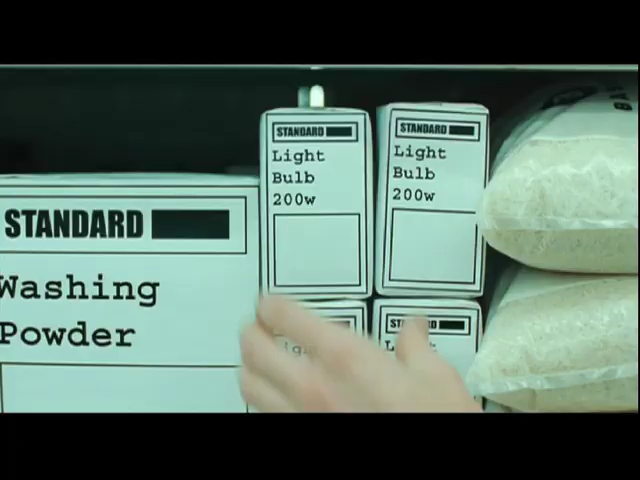 STANDARD
Washing
Powder
STANDARD
Light
Bulb
200w
STANDARD
Light
Bulb
200w